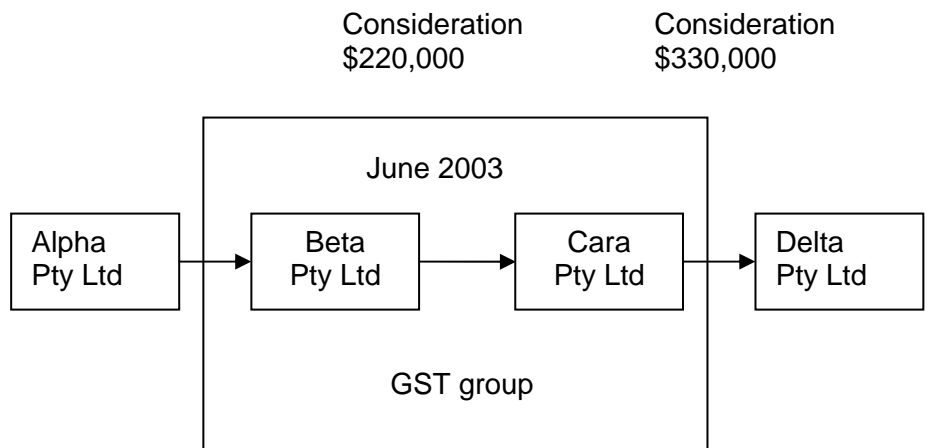 Consideration
$220,000
Consideration
$330,000
June 2003
Alpha
Pty Ltd
Beta
Pty Ltd
Cara
Pty Ltd
Delta
Pty Ltd
GST group